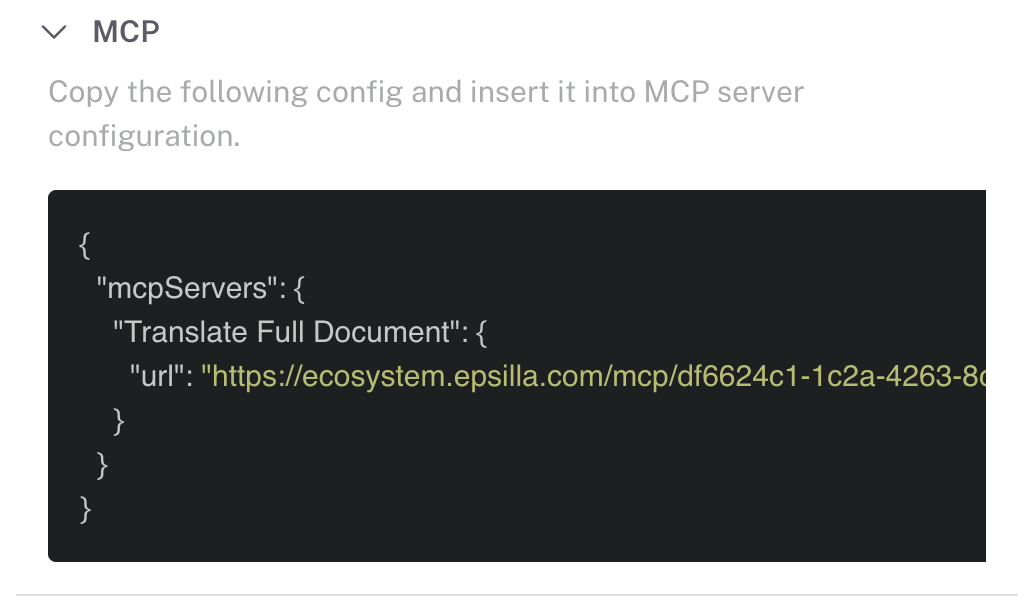 MCP
Copy the following config and insert it into MCP server
configuration.
{
"mcpServers": {
"Translate Full Document": {
"url": "https://ecosystem.epsilla.com/mcp/df6624c1-1c2a-4263-8
}
}
}